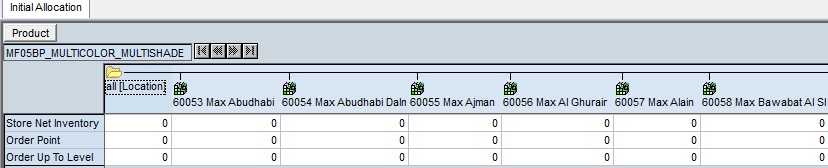 Initial Allocation
Product
MF05BP_MULTICOLOR_MULTISHADE
all [Location] 60053 Max Abudhabi 60054 Max Abudhabi Daln 60055 Max Ajman 60056 Max Al Ghurair 60057 Max Alain 60058 Max Bawabat Al Sl
Store Net Inventory 0 0 0 0 0 0 0
Order Point 0 0 0 0 0 0 0
Order Up To Level 0 0 0 0 0 0 0